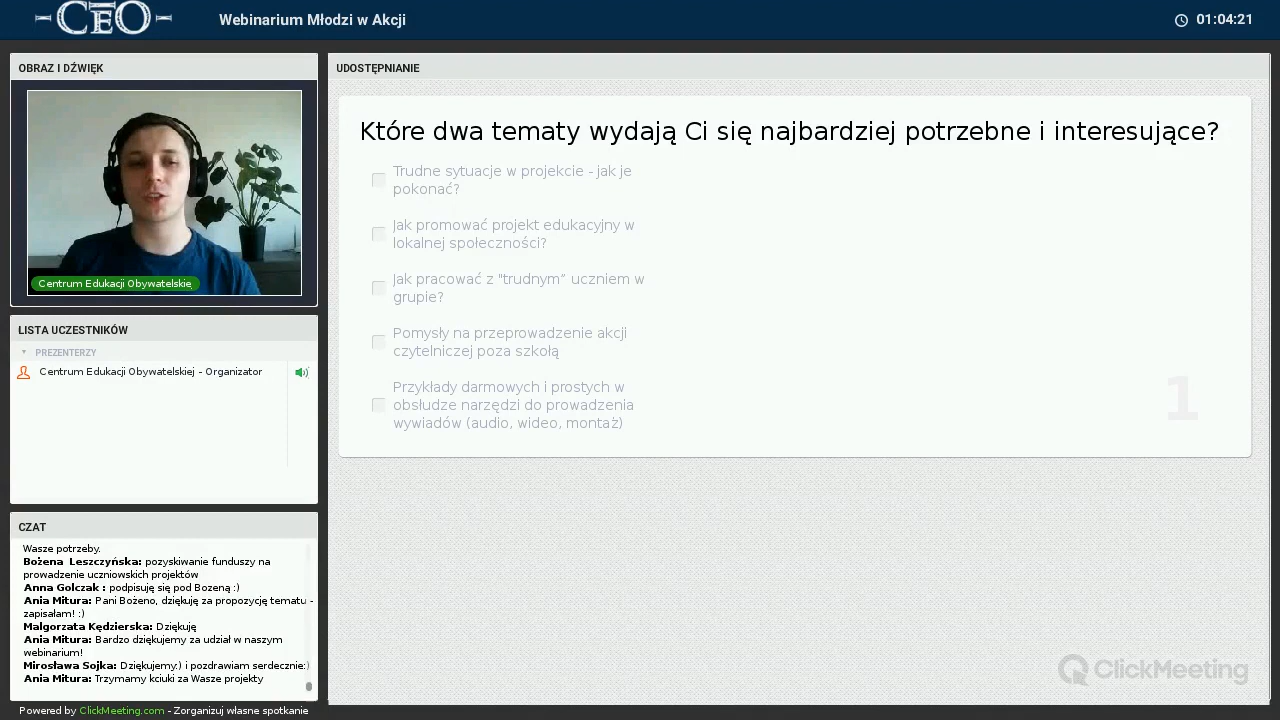 CEO
Webinarium Młodzi w Akcji
01:04:21
OBRAZ I DŹWIĘK
Centrum Edukacji Obywatelskie
LISTA UCZESTNIKÓW
PREZENTERZY
Centrum Edukacji Obywatelskiej - Organizator
CZAT
Wasze potrzeby.
Bożena Leszczyńska: pozyskiwanie funduszy na
prowadzenie uczniowskich projektów
Anna Golczak : podpisuję się pod Bozeną :)
Ania Mitura: Pani Bożeno, dziękuję za propozycję tematu -
zapisałam! :)
Małgorzata Kędzierska: Dziękuję
Ania Mitura: Bardzo dziękujemy za udział w naszym
webinarium!
Mirosława Sojka: Dziękujemy:) i pozdrawiam serdecznie:)
Ania Mitura: Trzymamy kciuki za Wasze projekty
Powered by ClickMeeting.com - Zorganizuj własne spotkanie
UDOSTĘPNIANIE
Które dwa tematy wydają Ci się najbardziej potrzebne i interesujące?
Trudne sytuacje w projekcie - jak je
pokonać?
Jak promować projekt edukacyjny w
lokalnej społeczności?
Jak pracować z "trudnym” uczniem w
grupie?
Pomysły na przeprowadzenie akcji
czytelniczej poza szkołą
Przykłady darmowych i prostych w
obsłudze narzędzi do prowadzenia
wywiadów (audio, wideo, montaż)
1
ClickMeeting